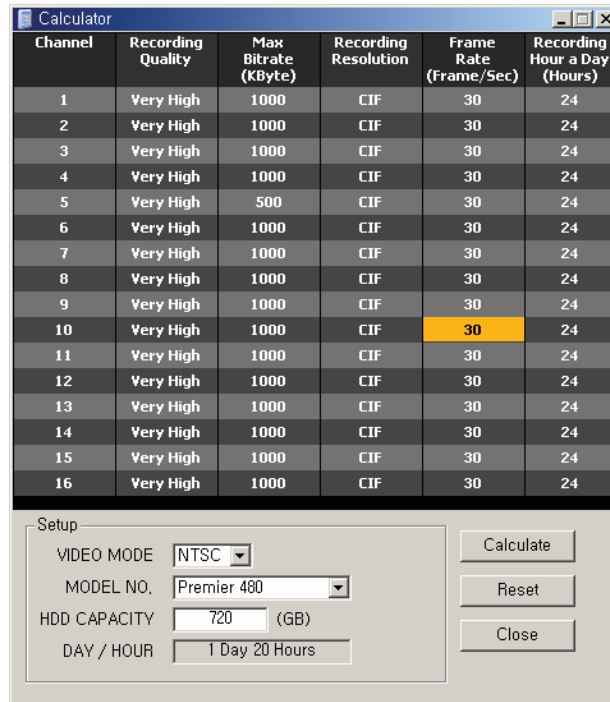 Calculator
Channel Recording Quality Max Bitrate (KByte) Recording Resolution Frame Rate (Frame/Sec) Recording Hour a Day (Hours)
1 Very High 1000 CIF 30 24
2 Very High 1000 CIF 30 24
3 Very High 1000 CIF 30 24
4 Very High 1000 CIF 30 24
5 Very High 500 CIF 30 24
6 Very High 1000 CIF 30 24
7 Very High 1000 CIF 30 24
8 Very High 1000 CIF 30 24
9 Very High 1000 CIF 30 24
10 Very High 1000 CIF 30 24
11 Very High 1000 CIF 30 24
12 Very High 1000 CIF 30 24
13 Very High 1000 CIF 30 24
14 Very High 1000 CIF 30 24
15 Very High 1000 CIF 30 24
16 Very High 1000 CIF 30 24
Setup
VIDEO MODE NTSC
MODEL NO, Premier 480
HDD CAPACITY 720 (GB)
DAY / HOUR 1 Day 20 Hours
Calculate
Reset
Close